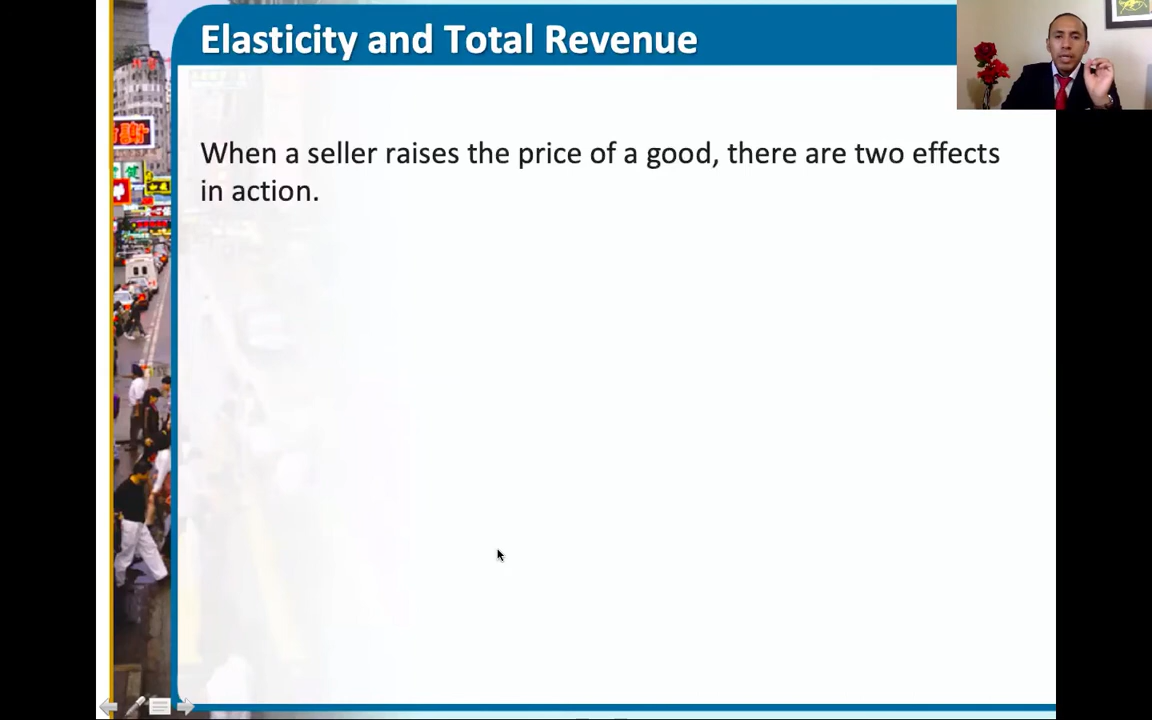 Elasticity and Total Revenue
When a seller raises the price of a good, there are two effects
in action.